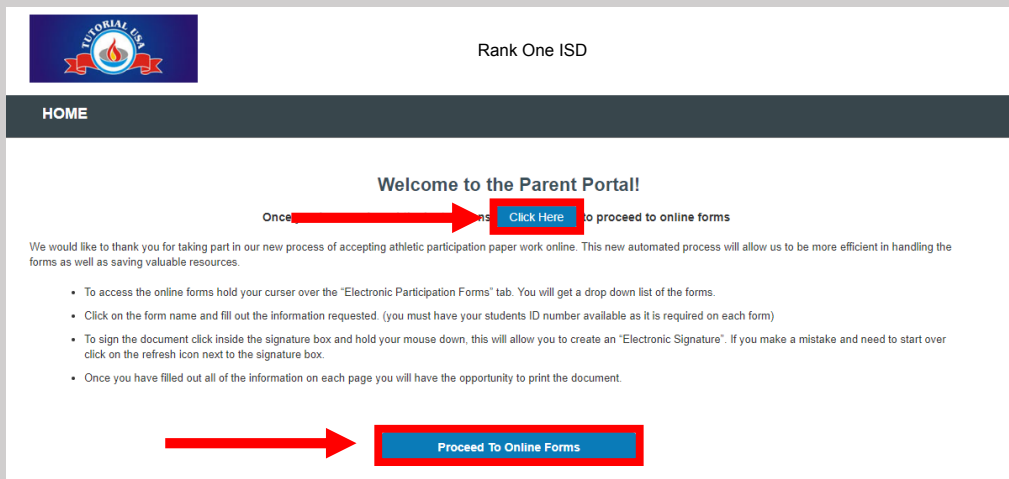 TUTORIAL USA
Rank One ISD
HOME
Welcome to the Parent Portal!
Once
Click Here
to proceed to online forms
We would like to thank you for taking part in our new process of accepting athletic participation paper work online. This new automated process will allow us to be more efficient in handling the
forms as well as saving valuable resources.
• To access the online forms hold your curser over the “Electronic Participation Forms” tab. You will get a drop down list of the forms.
• Click on the form name and fill out the information requested. (you must have your students ID number available as it is required on each form)
• To sign the document click inside the signature box and hold your mouse down, this will allow you to create an “Electronic Signature”. If you make a mistake and need to start over
click on the refresh icon next to the signature box.
• Once you have filled out all of the information on each page you will have the opportunity to print the document.
Proceed To Online Forms